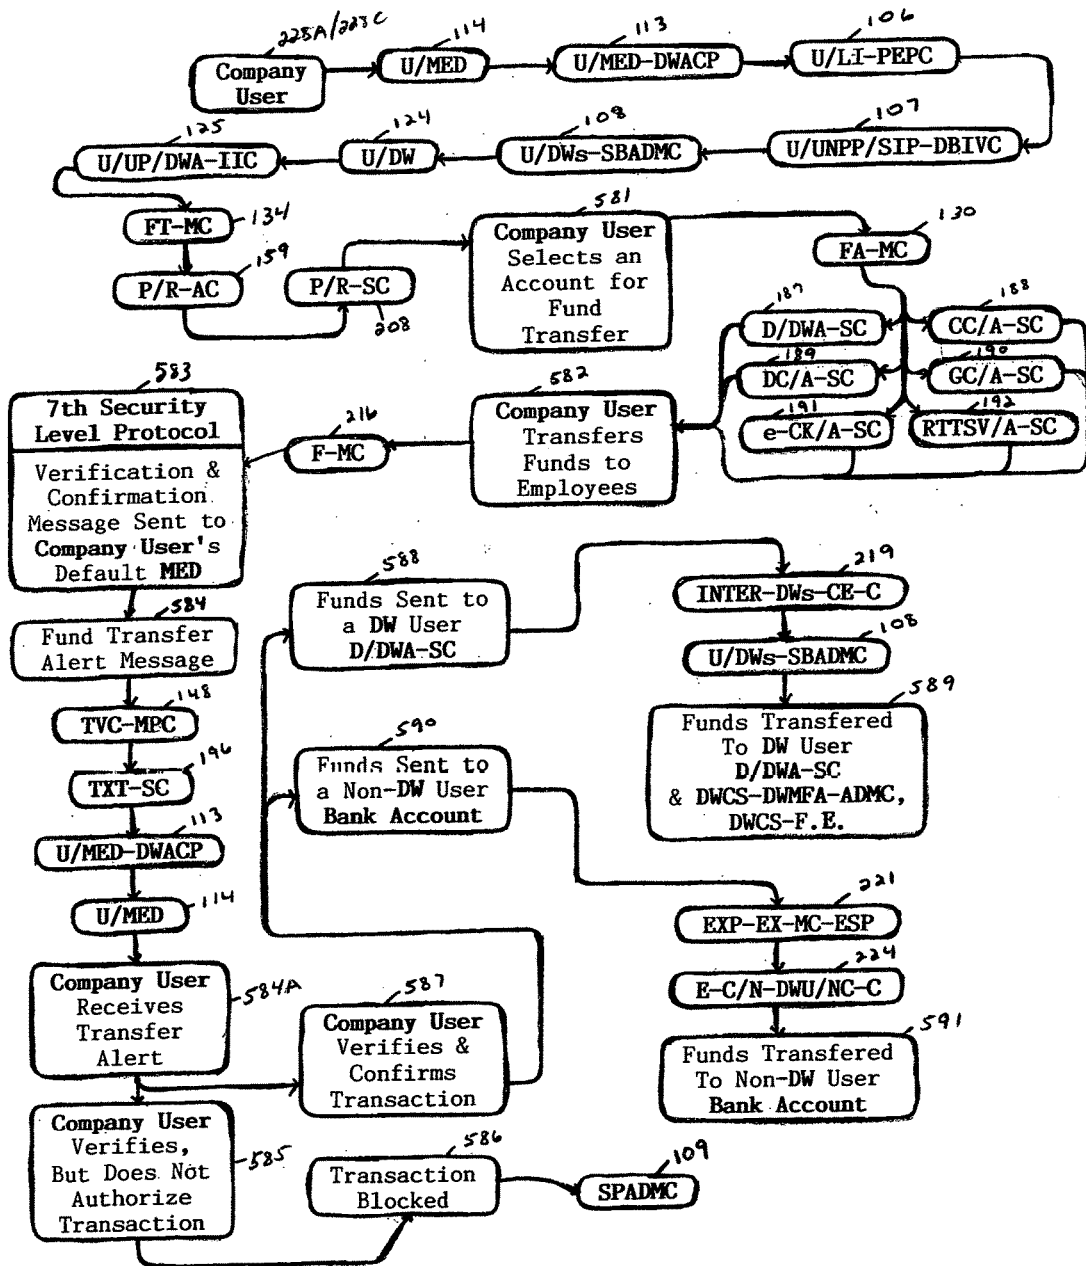 225A/225C
Company
User
114
U/MED
113
U/MED-DWACP
106
U/LI-PEPC
125
U/UP/DWA-IIC
124
U/DW
108
U/DWs-SBADMC
107
U/UNPP/SIP-DBIVC
FT-MC
134
P/R-AC
159
P/R-SC
208
581
Company User
Selects an
Account for
Fund
Transfer
130
FA-MC
187
D/DWA-SC
188
CC/A-SC
189
DC/A-SC
190
GC/A-SC
191
e-CK/A-SC
192
RTTSV/A-SC
582
Company User
Transfers
Funds to
Employees
216
F-MC
583
7th Security
Level Protocol
Verification &
Confirmation
Message Sent to
Company User's
Default MED
584
Fund Transfer
Alert Message
148
TVC-MPC
196
TXT-SC
113
U/MED-DWACP
114
U/MED
Company User
Receives
Transfer
Alert
584A
Company User
Verifies,
But Does Not
Authorize
Transaction
585
587
Company User
Verifies &
Confirms
Transaction
586
Transaction
Blocked
109
SPADMC
588
Funds Sent to
a DW User
D/DWA-SC
219
INTER-DWs-CE-C
108
U/DWs-SBADMC
589
Funds Transfered
To DW User
D/DWA-SC
& DWCS-DWMFA-ADMC,
DWCS-F.E.
590
Funds Sent to
a Non-DW User
Bank Account
221
EXP-EX-MC-ESP
224
E-C/N-DWU/NC-C
591
Funds Transfered
To Non-DW User
Bank Account